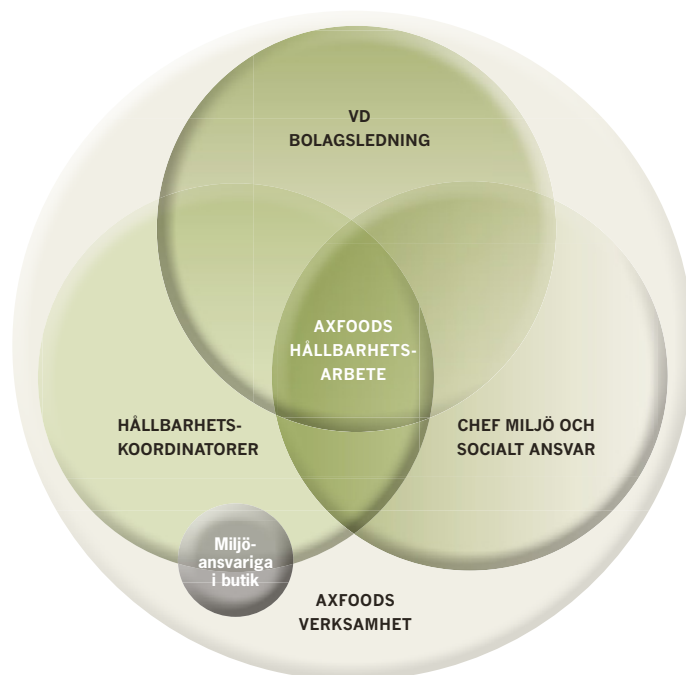 VD
BOLAGSLEDNING
AXFOODS
HÅLLBARHETS-
ARBETE
HÅLLBARHETS-
KOORDINATORER
CHEF MILJÖ OCH
SOCIALT ANSVAR
Miljö-
ansvariga
i butik
AXFOODS
VERKSAMHET